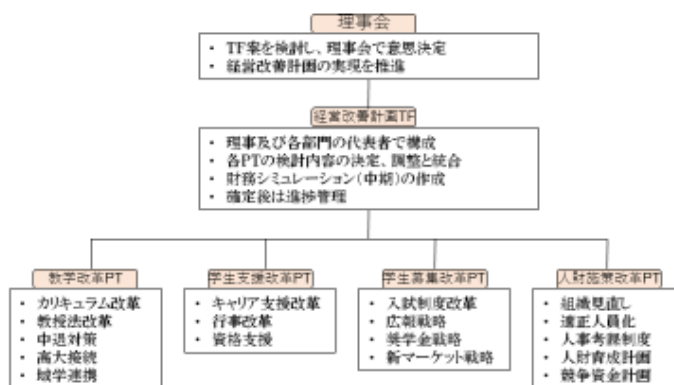 理事会
・ TF案を検討し、理事会で意思決定
・ 経営改善計画の実現を推進
経営改善計画TF
・ 理事及び各部門の代表者で構成
・ 各PTの検討内容の決定、調整と統合
・ 財務シミュレーション(中期)の作成
・ 確定後は進捗管理
教学改革PT
・ カリキュラム改革
・ 教授法改革
・ 中退対策
・ 高大接続
・ 域学連携
学生支援改革PT
・ キャリア支援改革
・ 行事改革
・ 資格支援
学生募集改革PT
・ 入試制度改革
・ 広報戦略
・ 奨学金戦略
・ 新マーケット戦略
人財施策改革PT
・ 組織見直し
・ 適正人員化
・ 人事考課制度
・ 人財育成計画
・ 競争資金計画